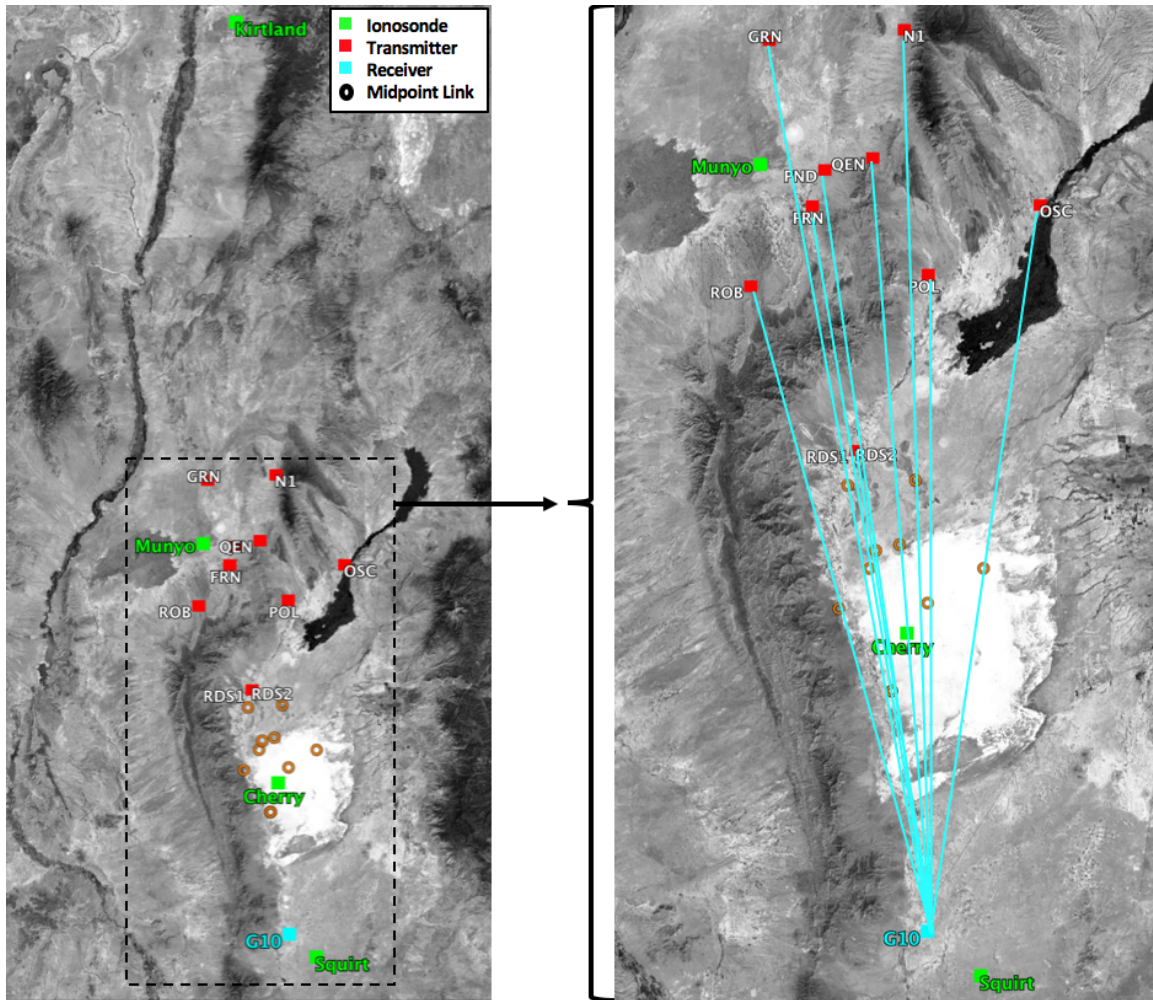 Kirtland
Ionosonde
Transmitter
Receiver
Midpoint Link
GRN
N1
Munyo
QEN
FRN
OSC
ROB
POL
RDS1
RDS2
Cherry
G10
Squirt
GRN
N1
Munyo
QEN
PND
FRN
OSC
ROB
POL
RDS1
RDS2
Cherry
G10
Squirt